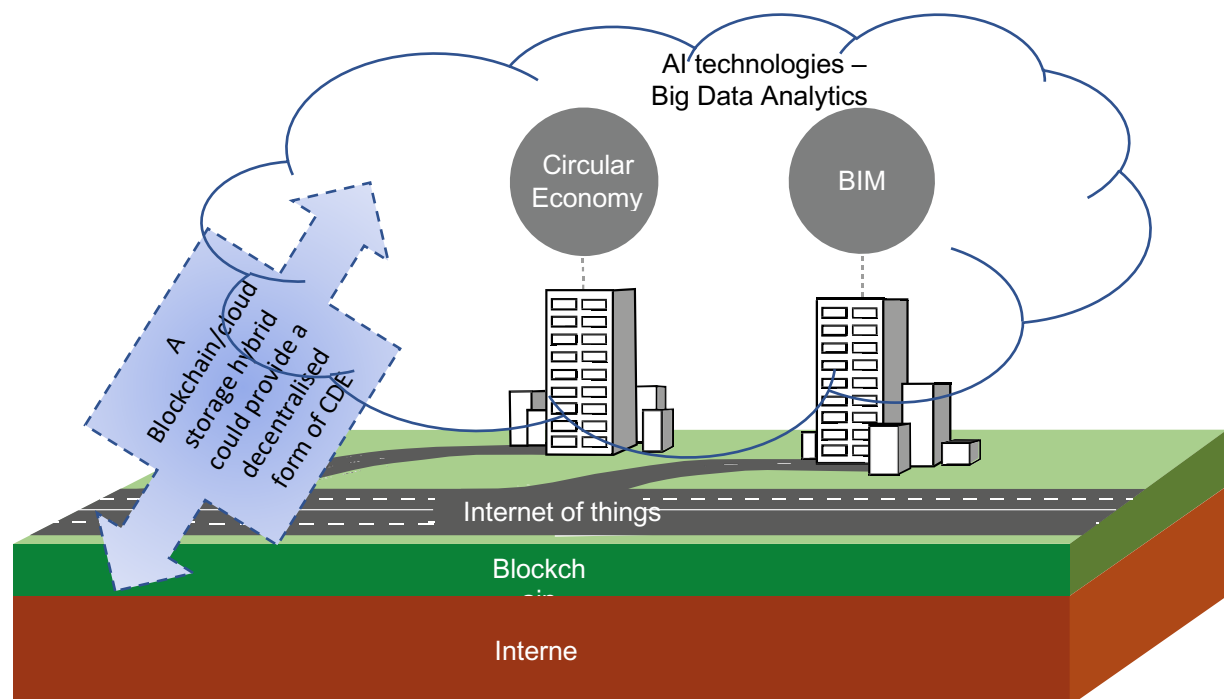 AI technologies –
Big Data Analytics
Circular
Economy
BIM
A
Blockchain/cloud
storage hybrid
could provide a
decentralised
form of CDE
Internet of things
Blockch
ain
Interne